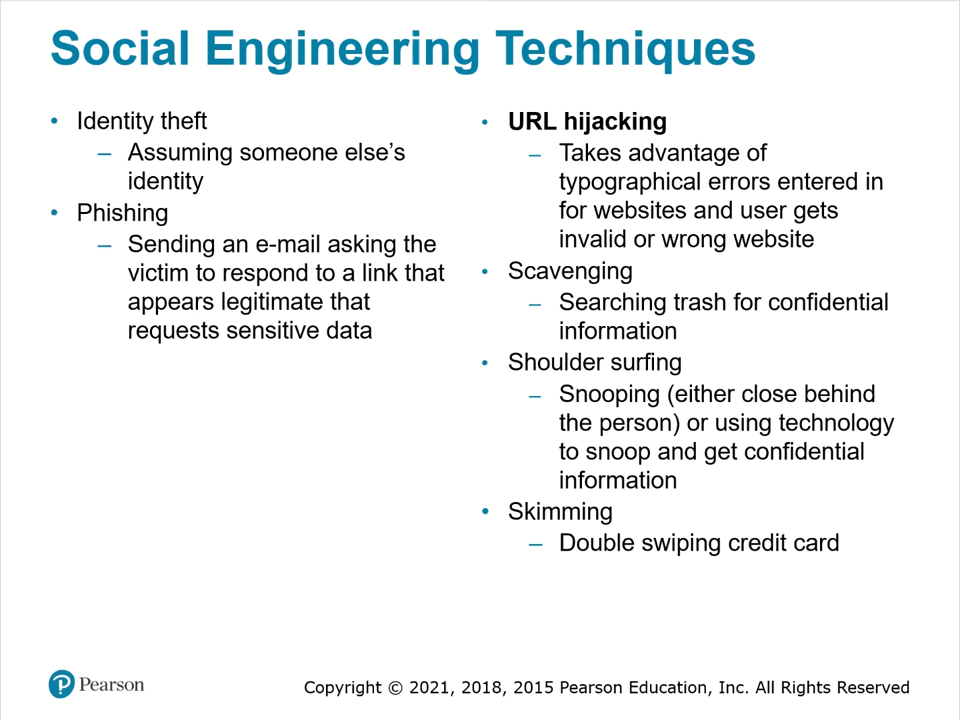 Social Engineering Techniques
• Identity theft
– Assuming someone else’s
identity
• Phishing
– Sending an e-mail asking the
victim to respond to a link that
appears legitimate that
requests sensitive data
• URL hijacking
– Takes advantage of
typographical errors entered in
for websites and user gets
invalid or wrong website
• Scavenging
– Searching trash for confidential
information
• Shoulder surfing
– Snooping (either close behind
the person) or using technology
to snoop and get confidential
information
• Skimming
– Double swiping credit card
Pearson
Copyright © 2021, 2018, 2015 Pearson Education, Inc. All Rights Reserved